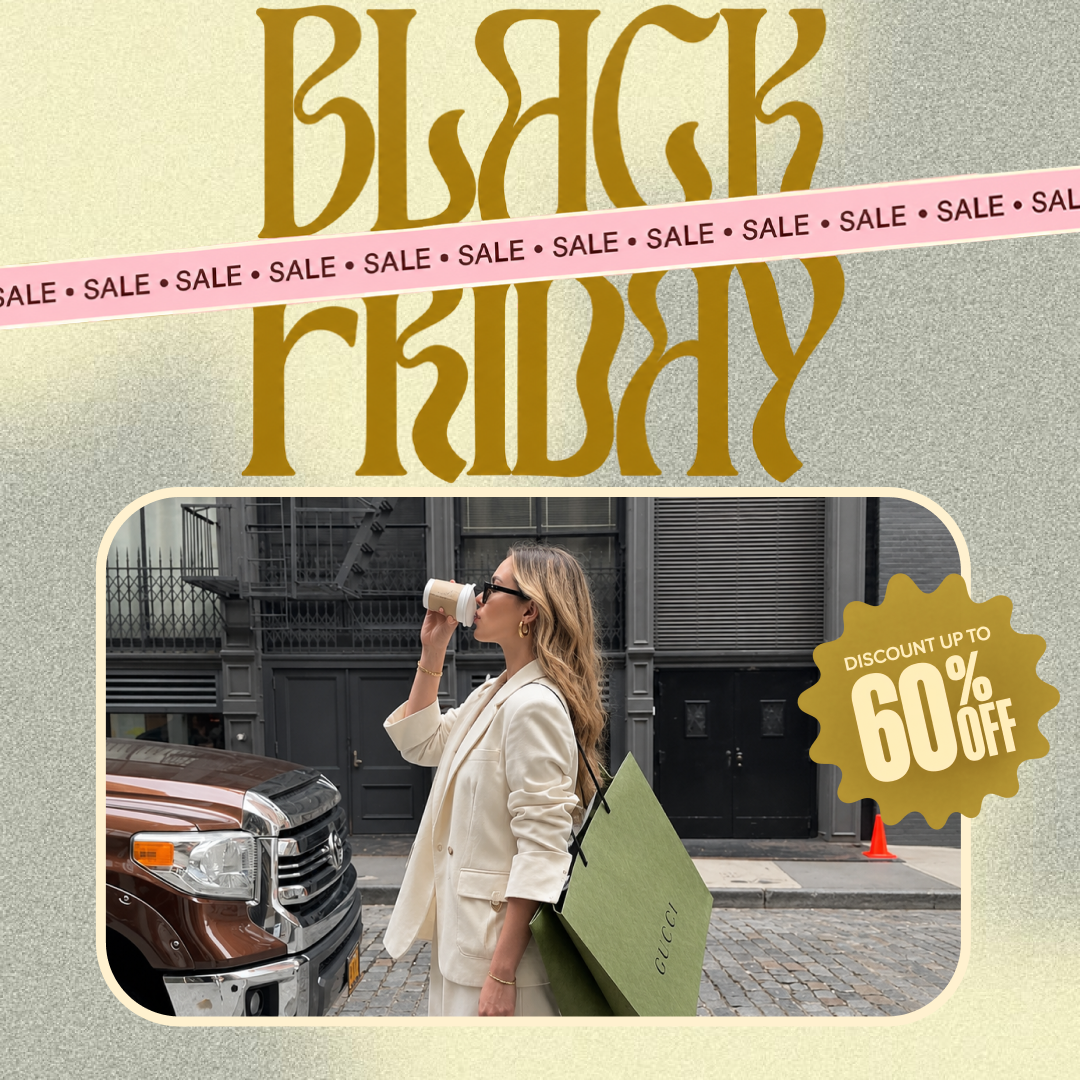 BLACK
SALE • SALE • SALE • SALE • SALE • SALE • SALE • SALE • SALE • SALE • SALE • SAL
FRIDAY
DISCOUNT UP TO
60%
OFF
GUCCI